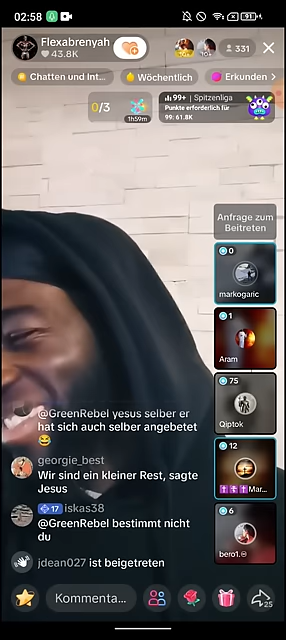 02:58
91
Flexabrenyah
43.8K
331
Chatten und Int...
Wöchentlich
Erkunden
0/3
1h59m
99+ | Spitzenliga
Punkte erforderlich für
99: 61.8K
Anfrage zum
Beitreten
0
markogaric
1
Aram
75
Qiptok
12
✝️✝️✝️Mar...
6
bero1.
@GreenRebel yesus selber er
hat sich auch selber angebetet
😂
georgie_best
Wir sind ein kleiner Rest, sagte
Jesus
17 iskas38
@GreenRebel bestimmt nicht
du
jdean027 ist beigetreten
Kommenta...
25